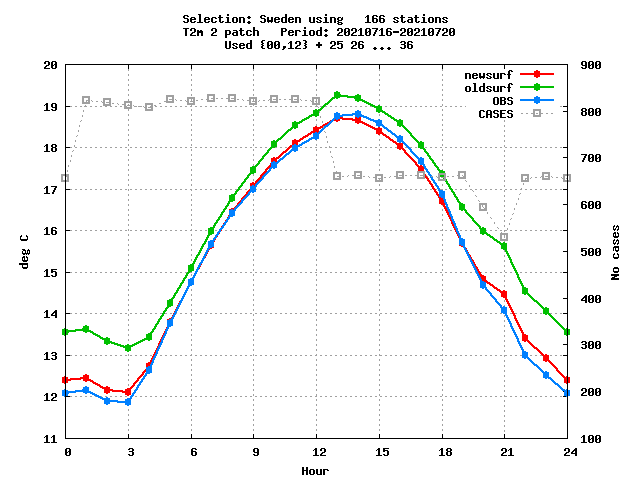 Selection: Sweden using   166 stations
T2m 2 patch   Period: 20210716-20210720
Used {00,12} + 25 26 ... 36
newsurf
oldsurf
OBS
CASES
20
19
18
17
16
15
14
13
12
11
deg C
900
800
700
600
500
400
300
200
100
No cases
0 3 6 9 12 15 18 21 24
Hour